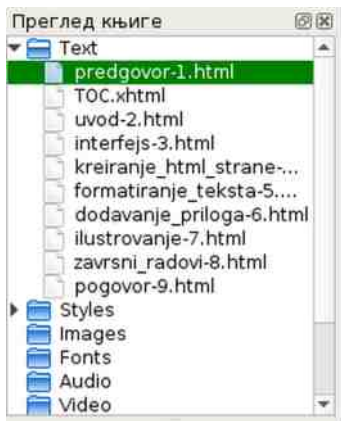 Преглед књиге
Text
predgovor-1.html
TOC.xhtml
uvod-2.html
interfejs-3.html
kreiranje_html_strane-...
formatiranje_teksta-5....
dodavanje_priloga-6.html
ilustrovanje-7.html
zavrsni_radovi-8.html
pogovor-9.html
Styles
Images
Fonts
Audio
Video